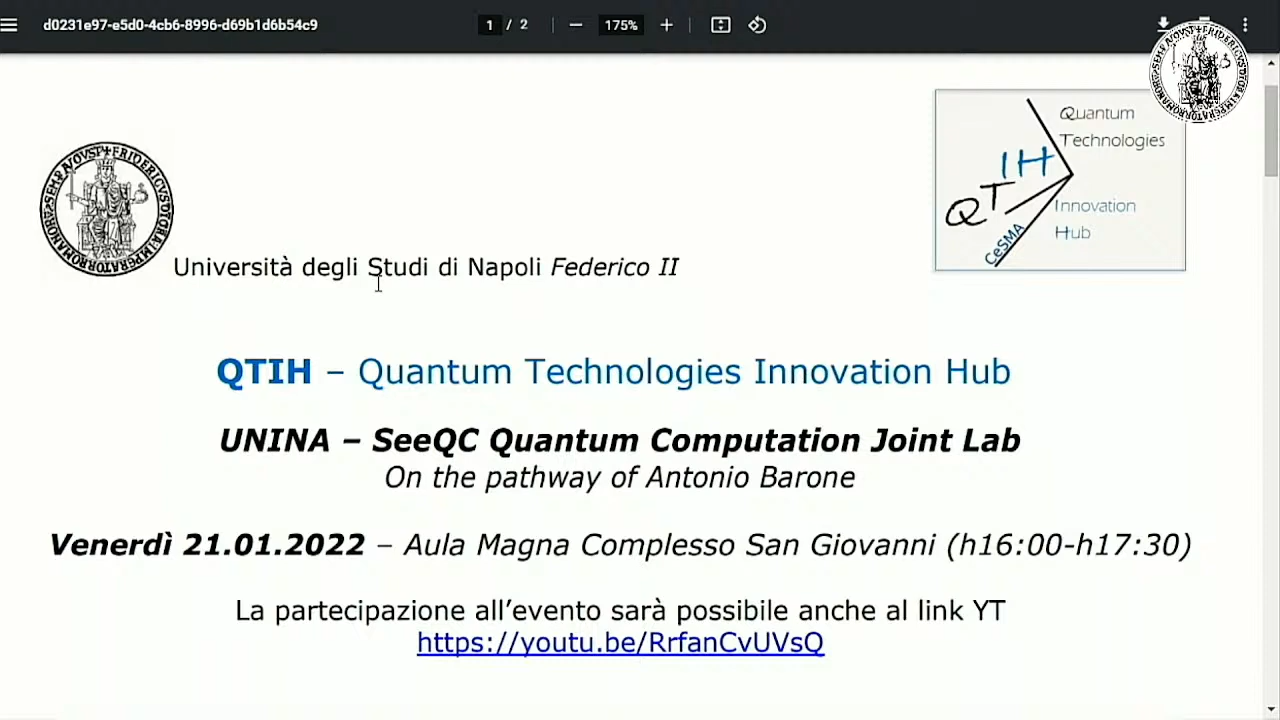 d0231e97-e5d0-4cb6-8996-d69b1d6b54c9
1 / 2
175%
Quantum
Technologies
IH
QT
Innovation
Hub
CeSMA
Università degli Studi di Napoli Federico II
QTIH – Quantum Technologies Innovation Hub
UNINA – SeeQC Quantum Computation Joint Lab
On the pathway of Antonio Barone
Venerdì 21.01.2022 – Aula Magna Complesso San Giovanni (h16:00-h17:30)
La partecipazione all’evento sarà possibile anche al link YT
https://youtu.be/RrfanCvUVsQ